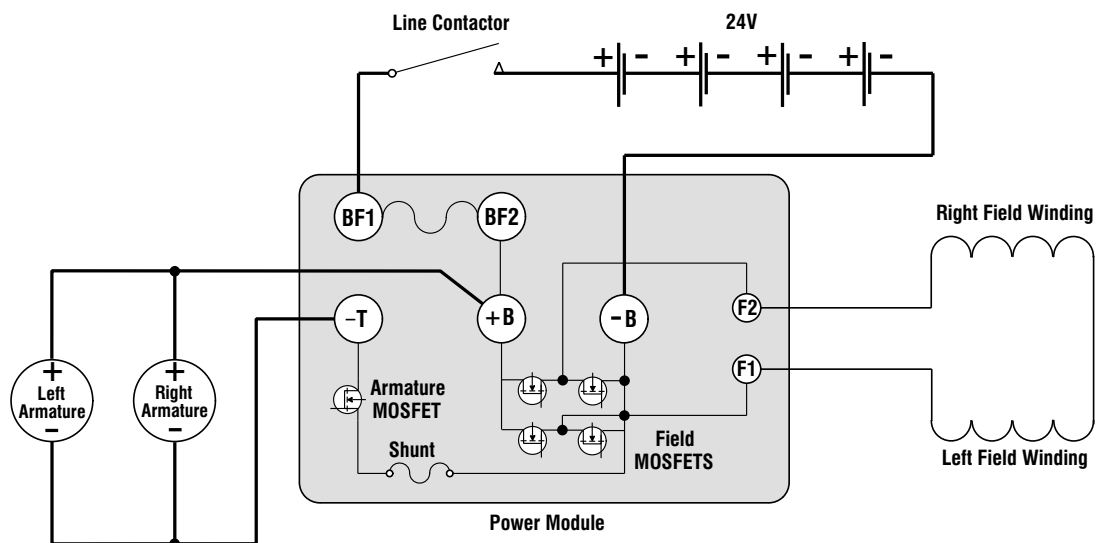 Line Contactor
24V
+ - + - + - + -
BF1
BF2
Right Field Winding
–T
+B
–B
F2
F1
+
Left
Armature
-
+
Right
Armature
-
Armature
MOSFET
Shunt
Field
MOSFETS
Left Field Winding
Power Module